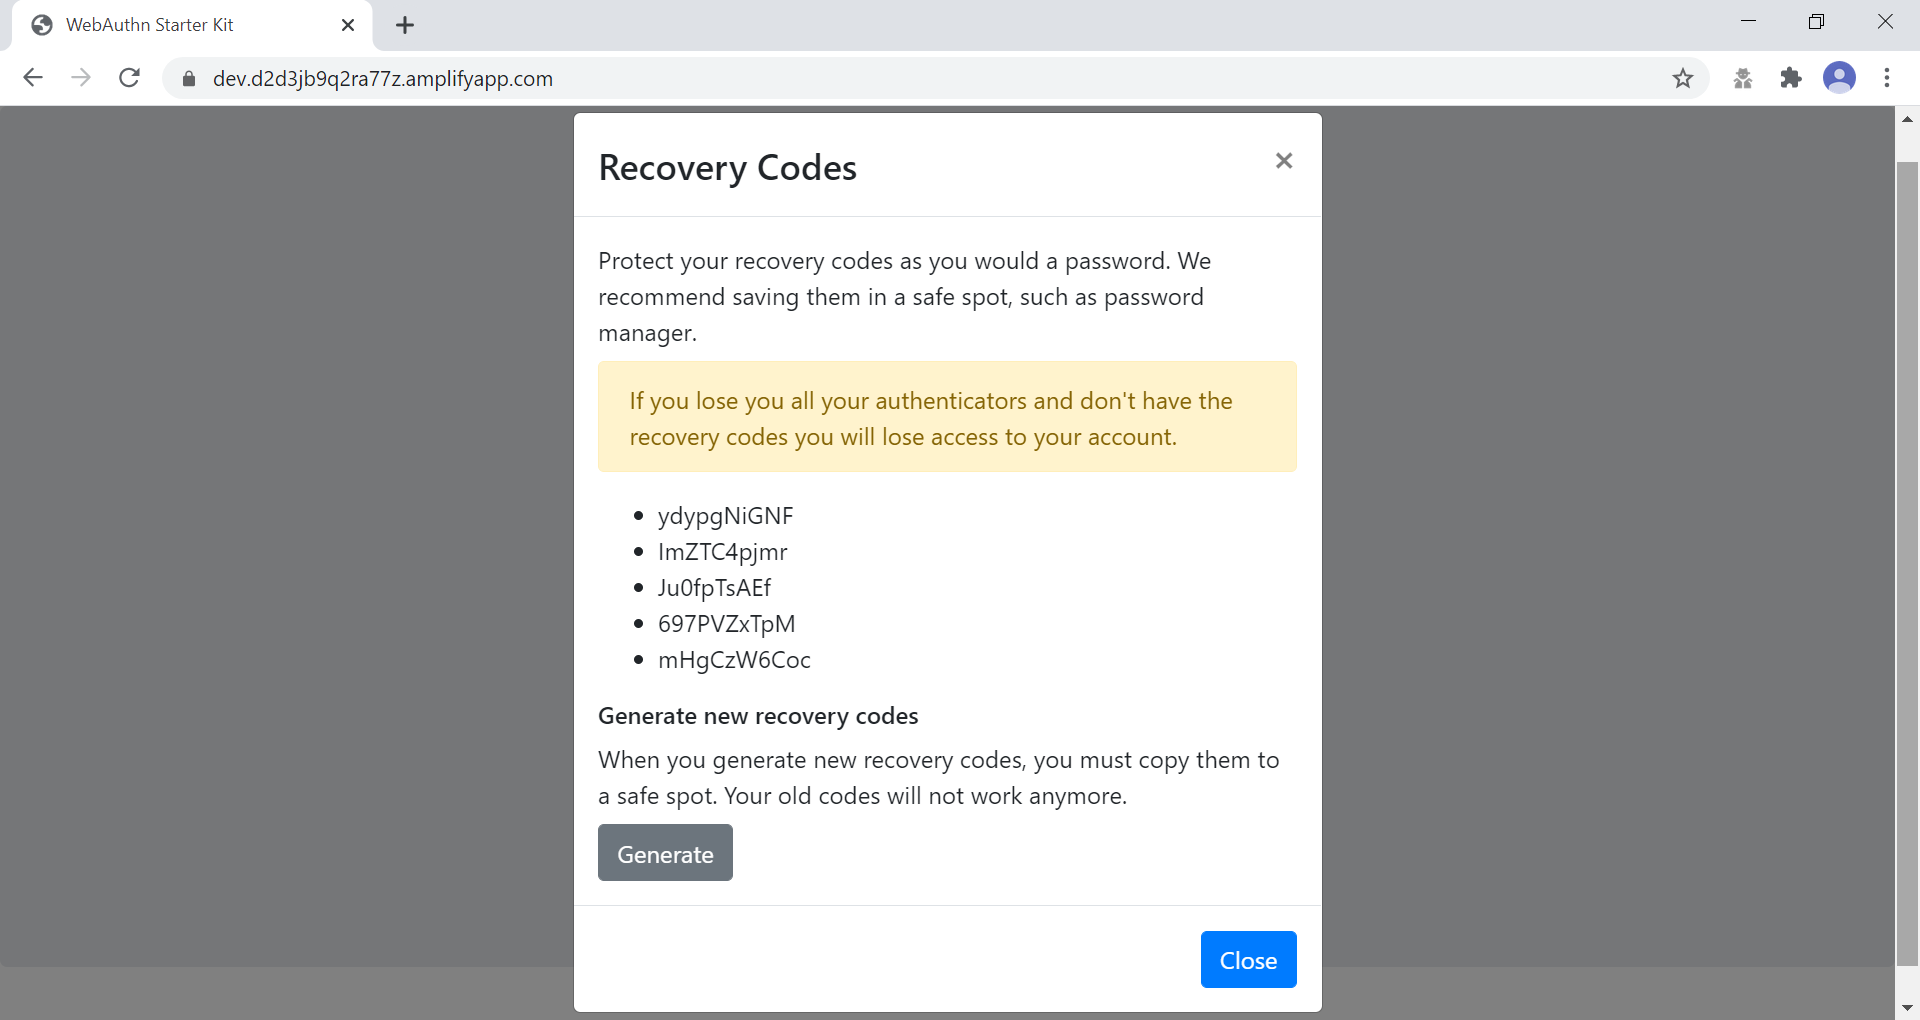 WebAuthn Starter Kit
dev.d2d3jb9q2ra77z.amplifyapp.com
Recovery Codes
Protect your recovery codes as you would a password. We
recommend saving them in a safe spot, such as password
manager.
If you lose you all your authenticators and don't have the
recovery codes you will lose access to your account.
ydypgNiGNF
ImZTC4pjmr
Ju0fpTsAEf
697PVZxTpM
mHgCzW6Coc
Generate new recovery codes
When you generate new recovery codes, you must copy them to
a safe spot. Your old codes will not work anymore.
Generate
Close